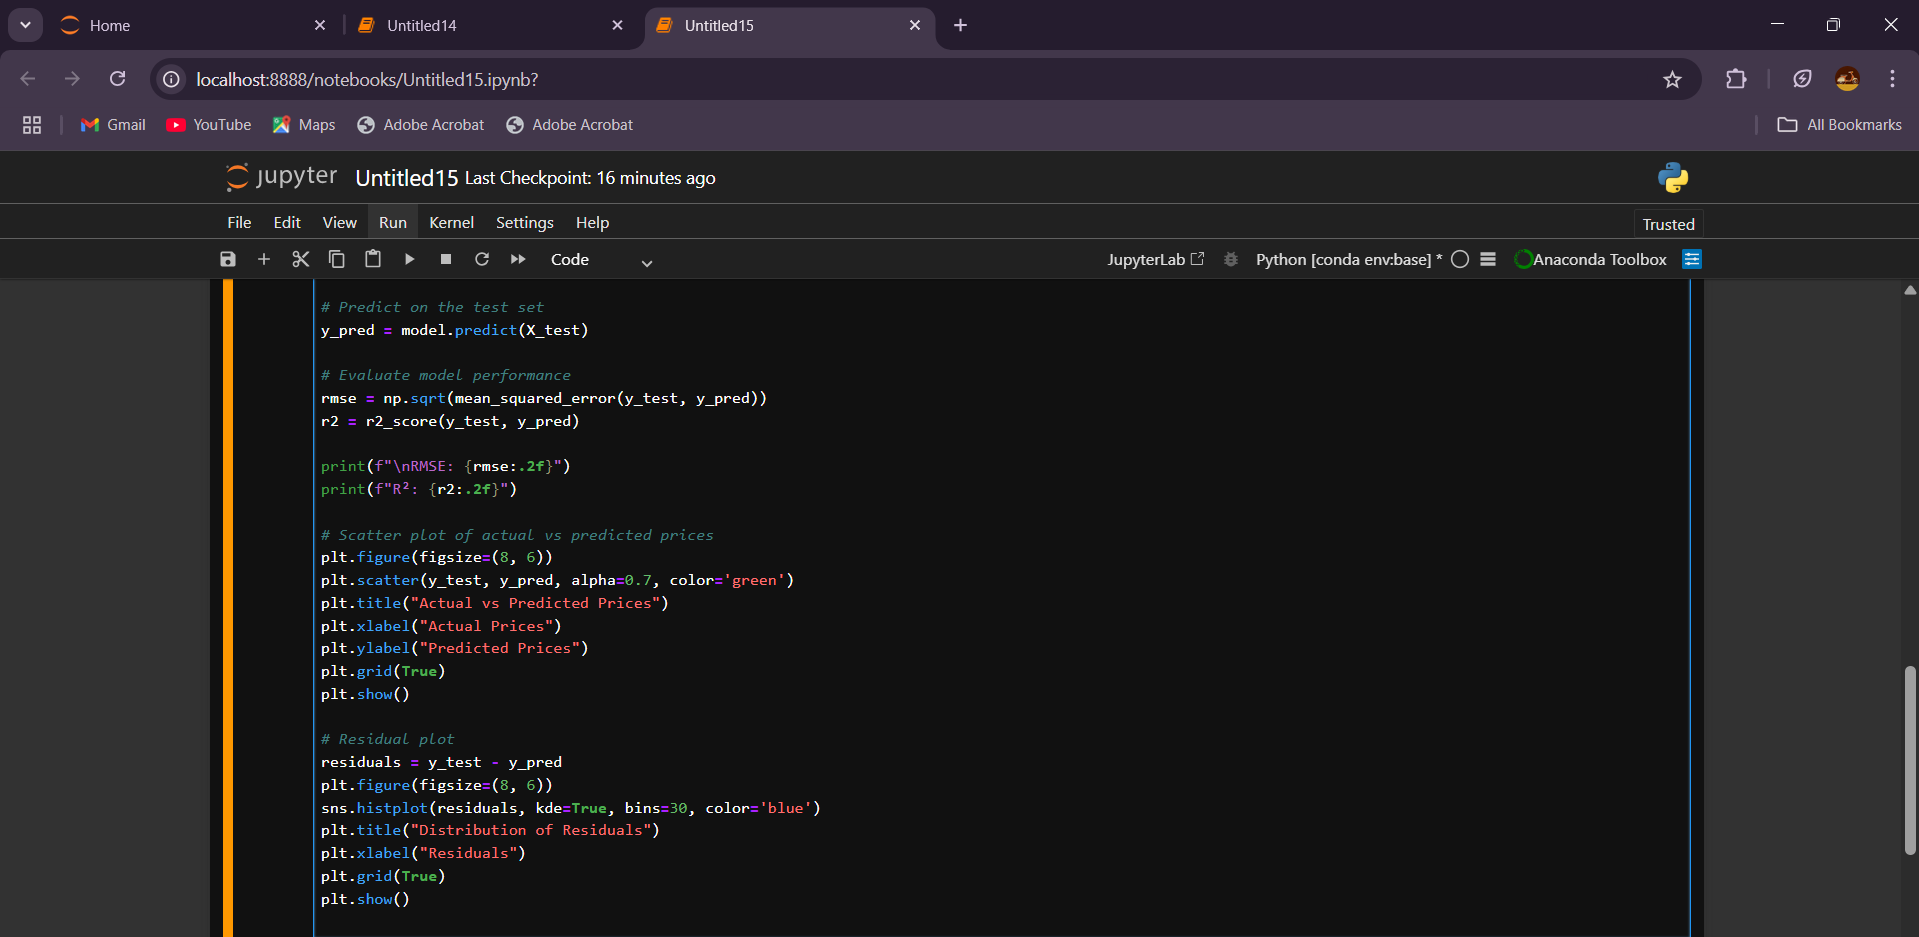 Home
Untitled14
Untitled15
localhost:8888/notebooks/Untitled15.ipynb?
Gmail YouTube Maps Adobe Acrobat Adobe Acrobat All Bookmarks
jupyter Untitled15 Last Checkpoint: 16 minutes ago
File Edit View Run Kernel Settings Help Trusted
Code JupyterLab Python [conda env:base] * Anaconda Toolbox
# Predict on the test set
y_pred = model.predict(X_test)
# Evaluate model performance
rmse = np.sqrt(mean_squared_error(y_test, y_pred))
r2 = r2_score(y_test, y_pred)
print(f"\nRMSE: {rmse:.2f}")
print(f"R²: {r2:.2f}")
# Scatter plot of actual vs predicted prices
plt.figure(figsize=(8, 6))
plt.scatter(y_test, y_pred, alpha=0.7, color='green')
plt.title("Actual vs Predicted Prices")
plt.xlabel("Actual Prices")
plt.ylabel("Predicted Prices")
plt.grid(True)
plt.show()
# Residual plot
residuals = y_test - y_pred
plt.figure(figsize=(8, 6))
sns.histplot(residuals, kde=True, bins=30, color='blue')
plt.title("Distribution of Residuals")
plt.xlabel("Residuals")
plt.grid(True)
plt.show()